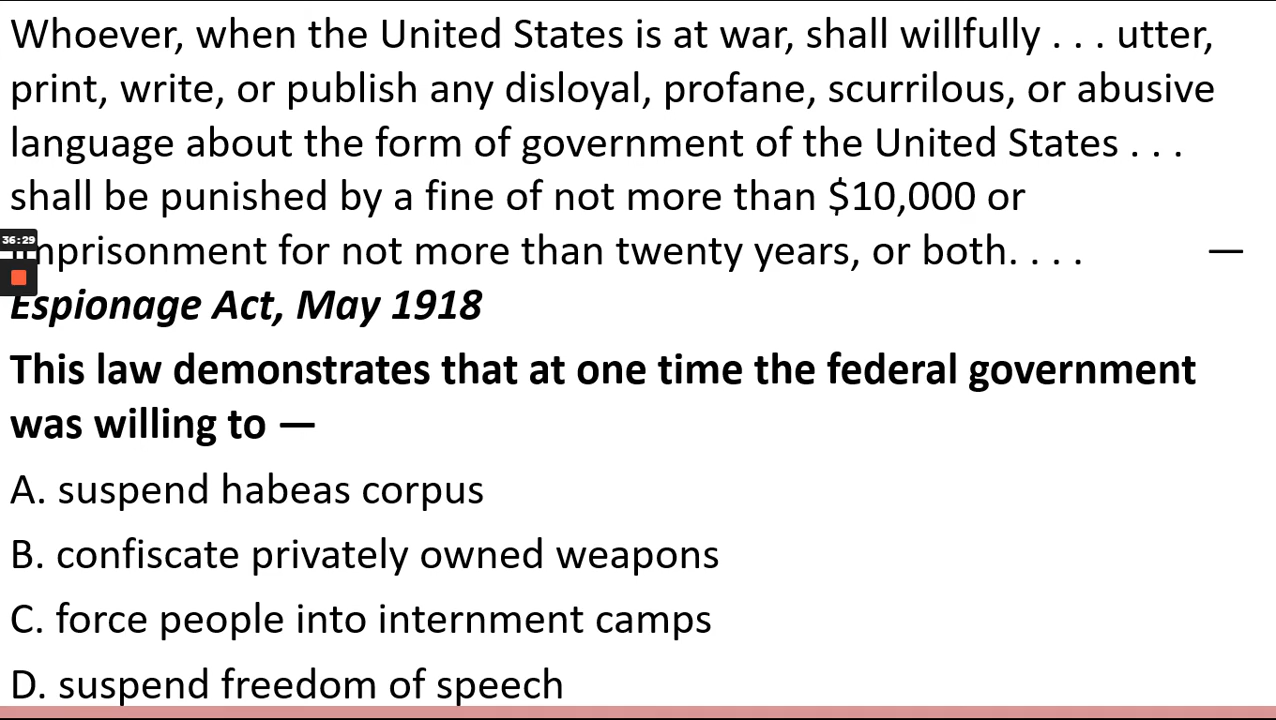 Whoever, when the United States is at war, shall willfully . . . utter,
print, write, or publish any disloyal, profane, scurrilous, or abusive
language about the form of government of the United States . . .
shall be punished by a fine of not more than $10,000 or
36:29
imprisonment for not more than twenty years, or both. . . . —
Espionage Act, May 1918
This law demonstrates that at one time the federal government
was willing to —
A. suspend habeas corpus
B. confiscate privately owned weapons
C. force people into internment camps
D. suspend freedom of speech